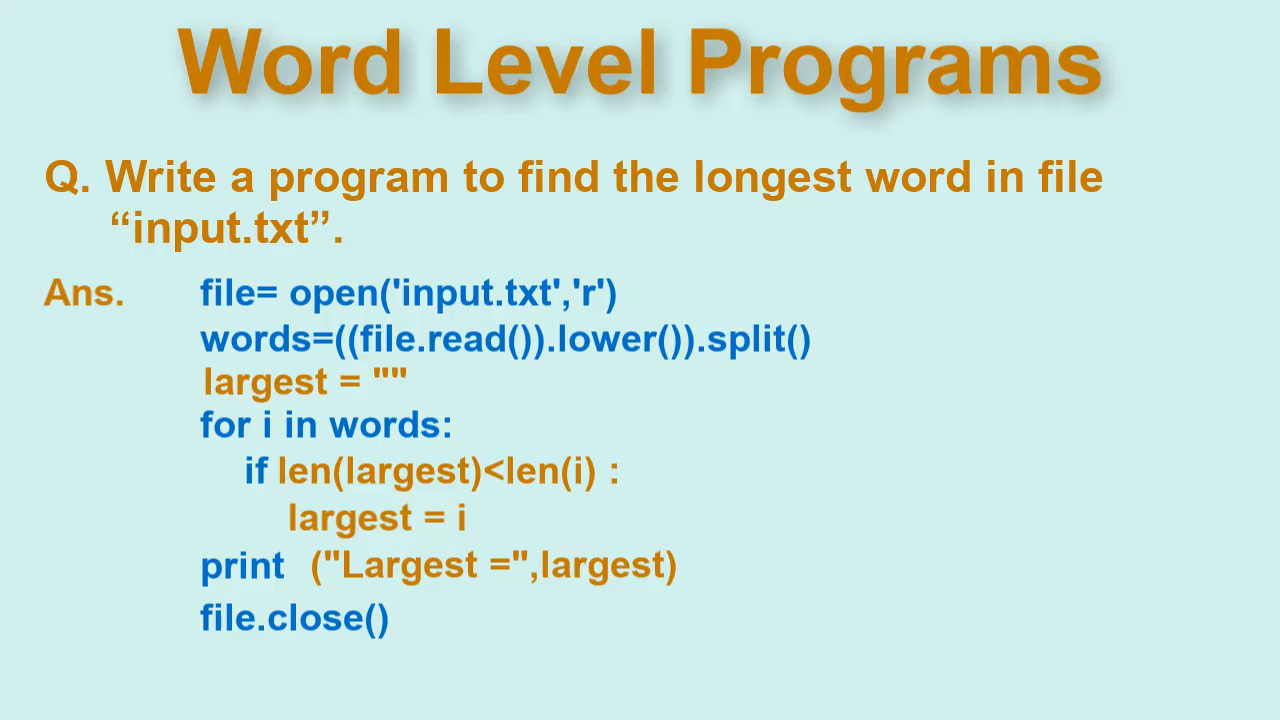 Word Level Programs
Q. Write a program to find the longest word in file
“input.txt”.
Ans. file= open('input.txt','r')
words=((file.read()).lower()).split()
largest = ""
for i in words:
if len(largest)<len(i) :
largest = i
print ("Largest =",largest)
file.close()